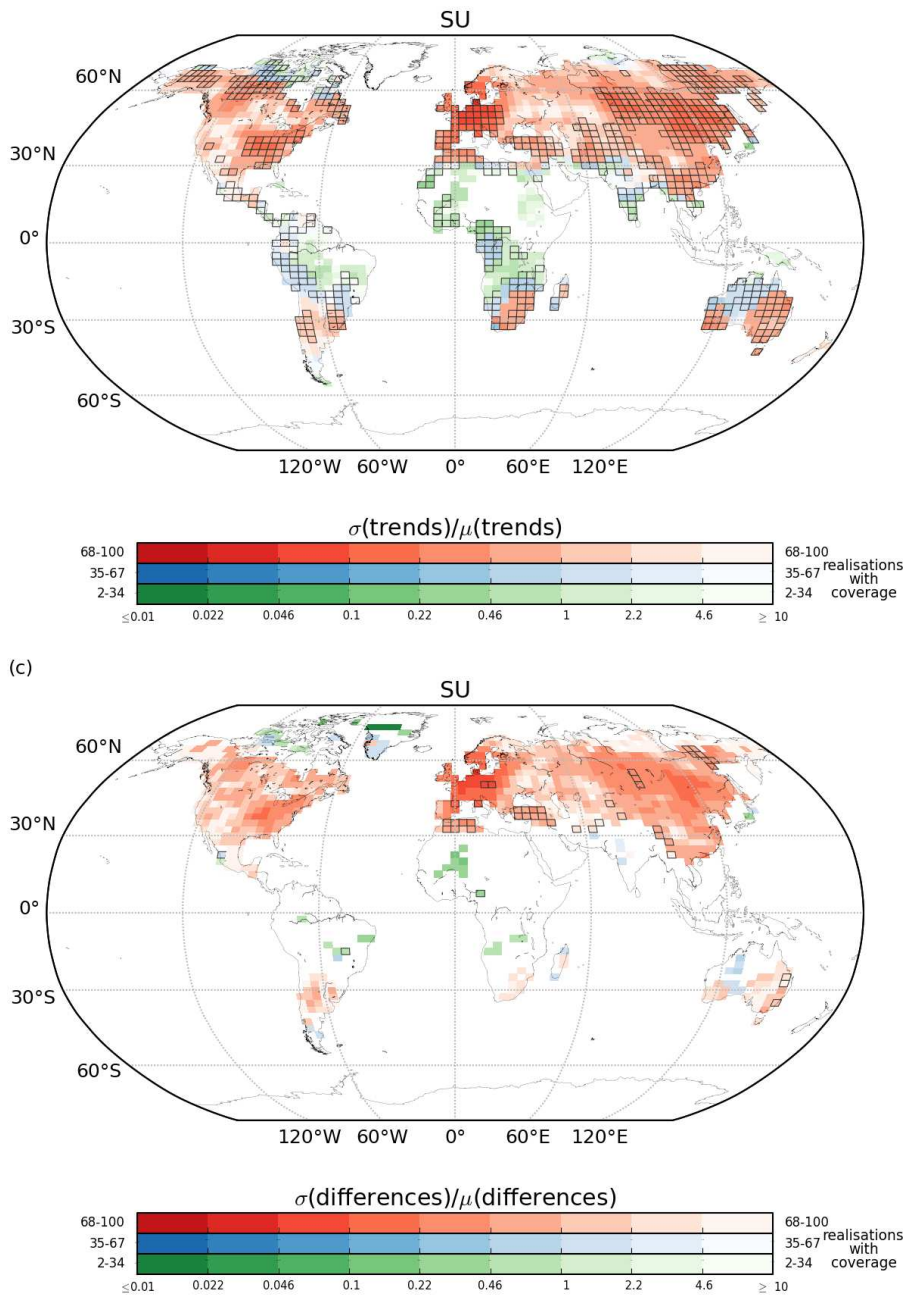 SU
60°N
30°N
0°
30°S
60°S
120°W 60°W 0° 60°E 120°E
σ(trends)/μ(trends)
68-100 68-100
35-67 35-67 realisations
with
2-34 2-34 coverage
≤0.01 0.022 0.046 0.1 0.22 0.46 1 2.2 4.6 ≥ 10
(c)
SU
60°N
30°N
0°
30°S
60°S
120°W 60°W 0° 60°E 120°E
σ(differences)/μ(differences)
68-100 68-100
35-67 35-67 realisations
with
2-34 2-34 coverage
≤0.01 0.022 0.046 0.1 0.22 0.46 1 2.2 4.6 ≥ 10